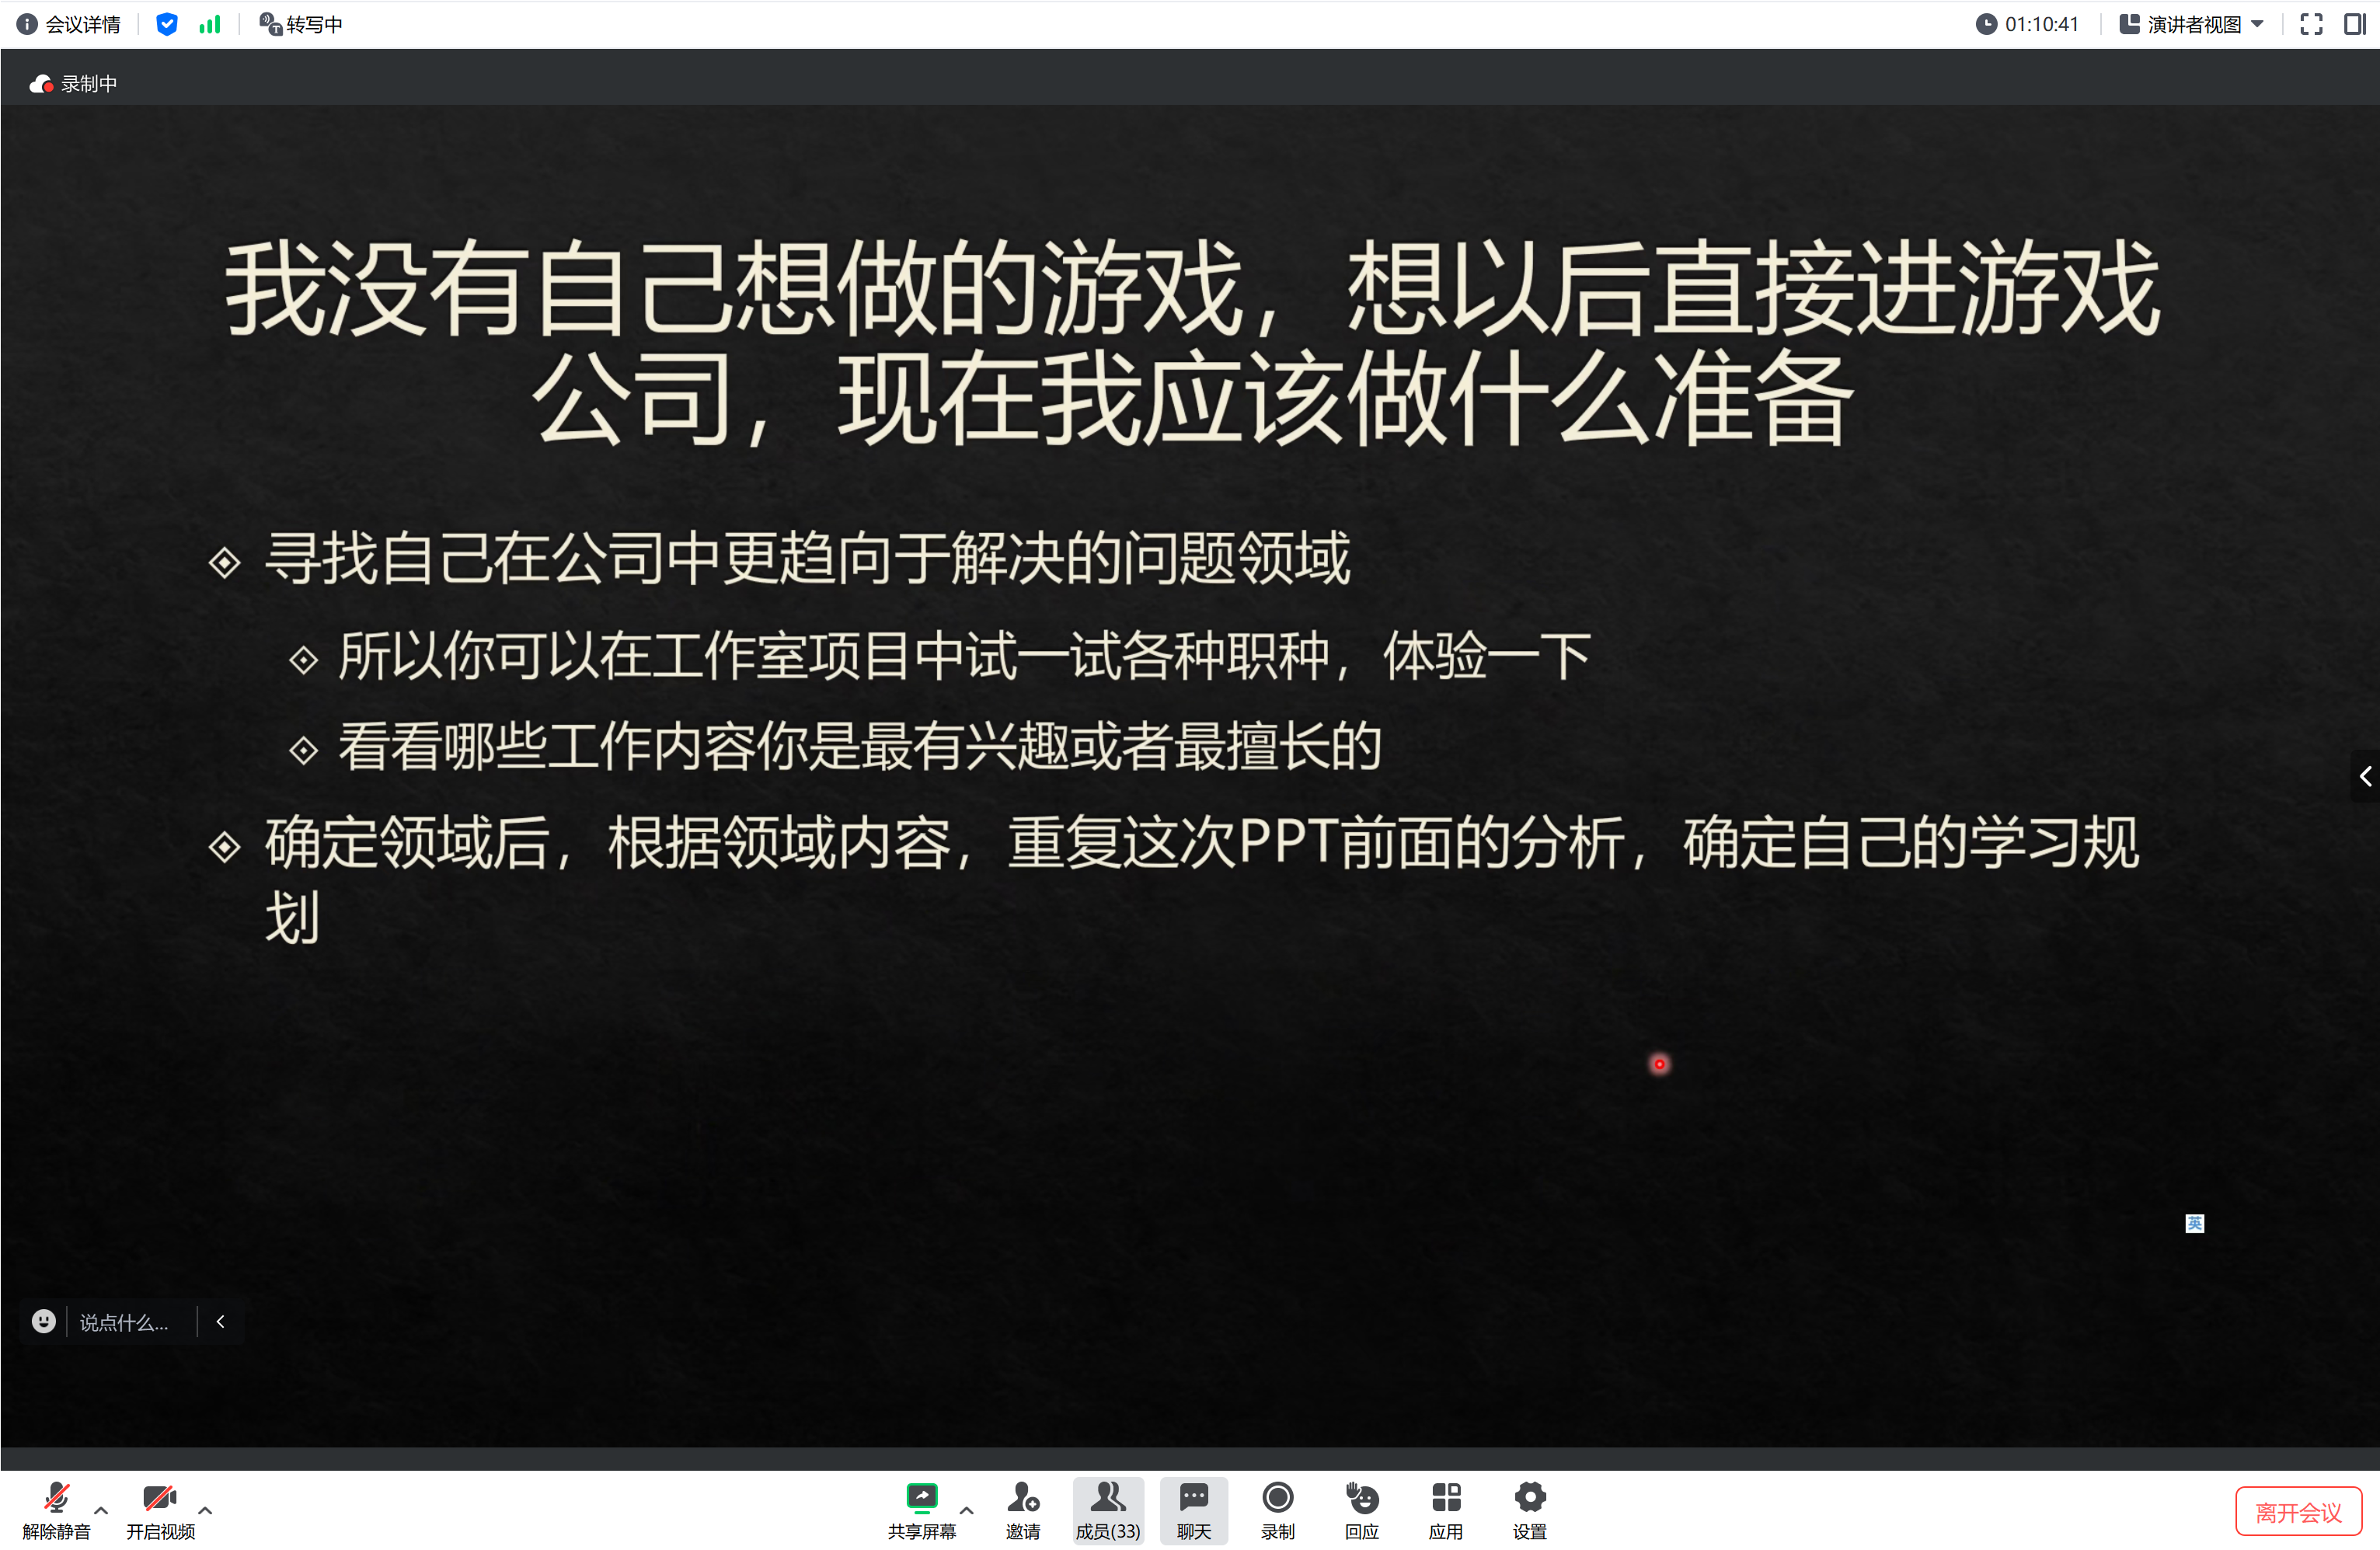 会议详情
转写中
01:10:41
演讲者视图
录制中
我没有自己想做的游戏，想以后直接进游戏
公司，现在我应该做什么准备
寻找自己在公司中更趋向于解决的问题领域
所以你可以在工作室项目中试一试各种职种，体验一下
看看哪些工作内容你是最有兴趣或者最擅长的
确定领域后，根据领域内容，重复这次PPT前面的分析，确定自己的学习规
划
英
说点什么...
解除静音
开启视频
共享屏幕
邀请
成员(33)
聊天
录制
回应
应用
设置
离开会议